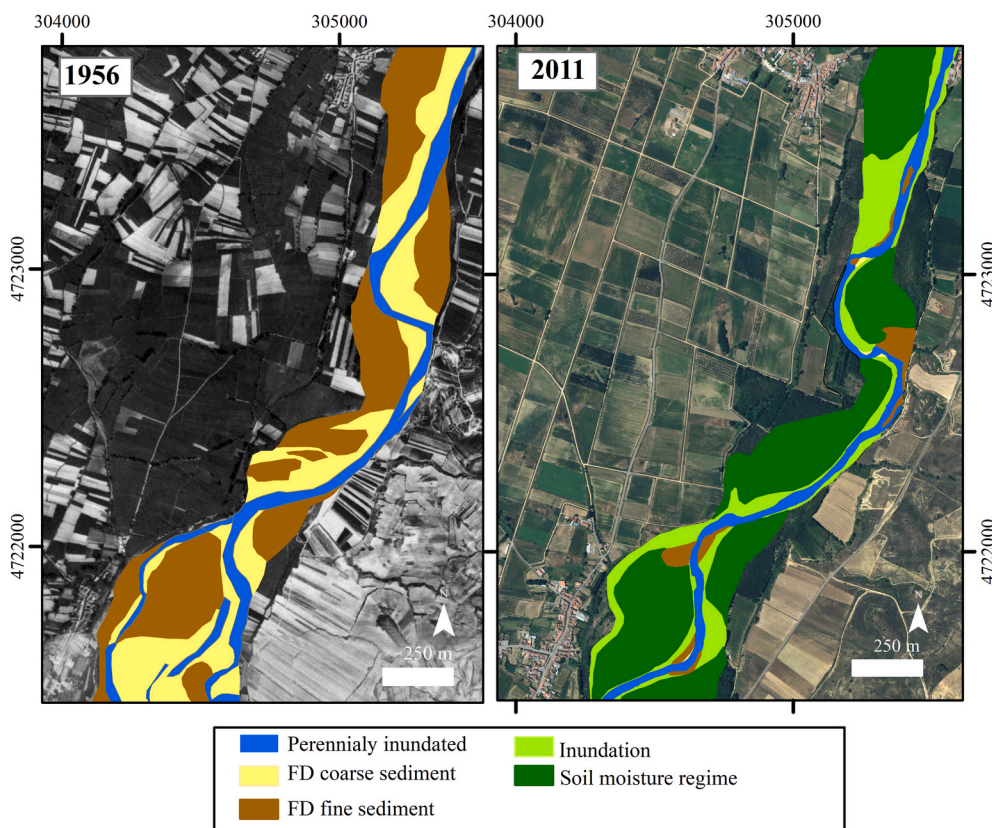 304000 305000 304000 305000
1956
2011
4723000
4722000
4723000
4722000
N
250 m
N
250 m
Perennialy inundated
FD coarse sediment
FD fine sediment
Inundation
Soil moisture regime